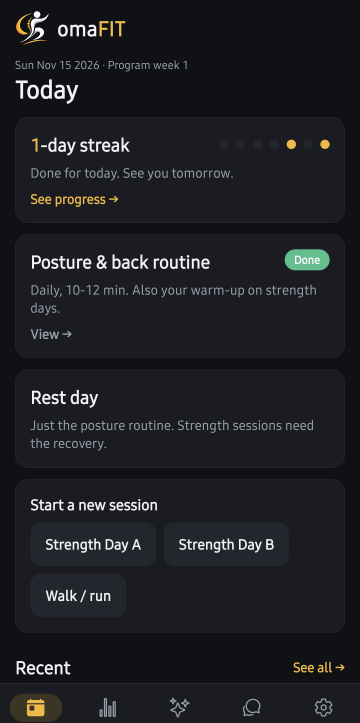 omaFIT
Sun Nov 15 2026 · Program week 1
Today
1-day streak
Done for today. See you tomorrow.
See progress →
Posture & back routine
Done
Daily, 10-12 min. Also your warm-up on strength
days.
View →
Rest day
Just the posture routine. Strength sessions need
the recovery.
Start a new session
Strength Day A
Strength Day B
Walk / run
Recent
See all →